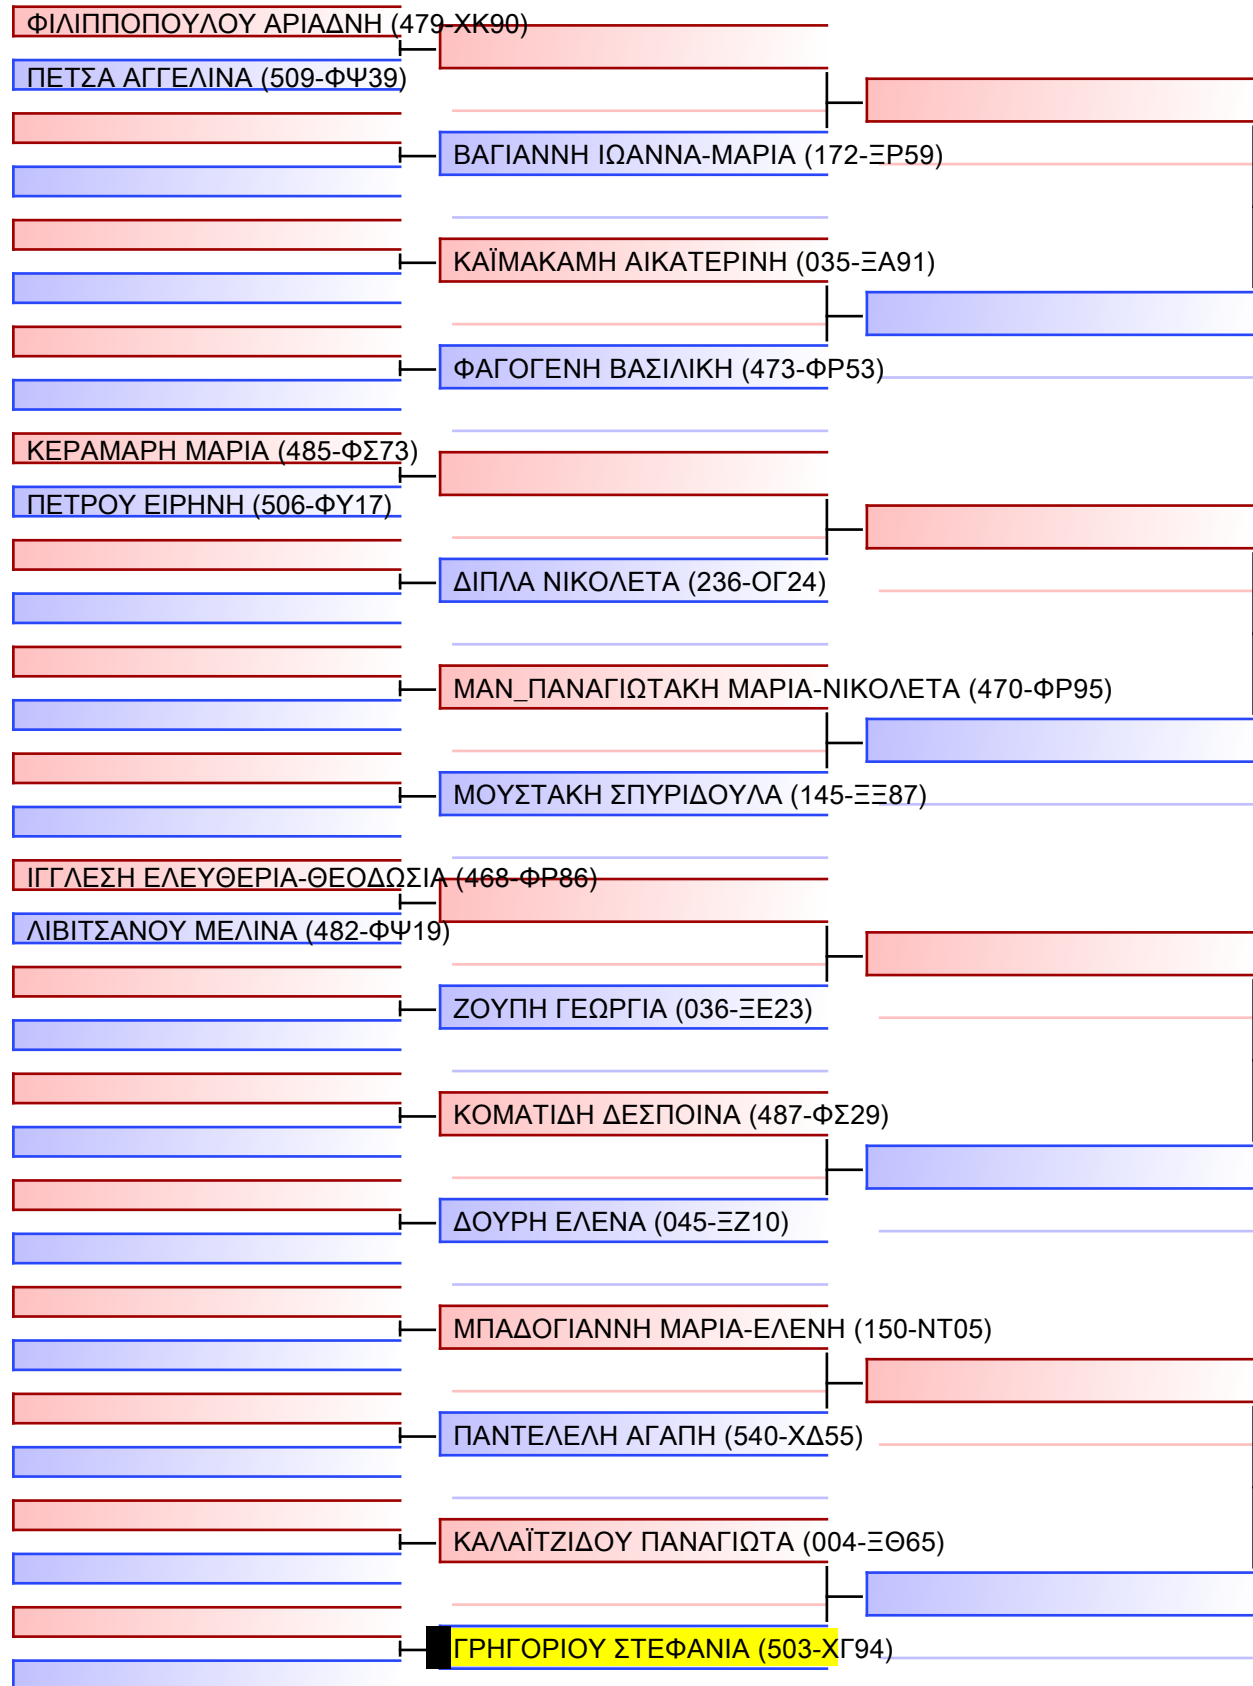 ΦΙΛΙΠΠΟΠΟΥΛΟΥ ΑΡΙΑΔΝΗ (479-ΧΚ90)
ΠΕΤΣΑ ΑΓΓΕΛΙΝΑ (509-ΦΨ39)
ΒΑΓΙΑΝΝΗ ΙΩΑΝΝΑ-ΜΑΡΙΑ (172-ΞΡ59)
ΚΑΪΜΑΚΑΜΗ ΑΙΚΑΤΕΡΙΝΗ (035-ΞΑ91)
ΦΑΓΟΓΕΝΗ ΒΑΣΙΛΙΚΗ (473-ΦΡ53)
ΚΕΡΑΜΑΡΗ ΜΑΡΙΑ (485-ΦΣ73)
ΠΕΤΡΟΥ ΕΙΡΗΝΗ (506-ΦΥ17)
ΔΙΠΛΑ ΝΙΚΟΛΕΤΑ (236-ΟΓ24)
ΜΑΝ_ΠΑΝΑΓΙΩΤΑΚΗ ΜΑΡΙΑ-ΝΙΚΟΛΕΤΑ (470-ΦΡ95)
ΜΟΥΣΤΑΚΗ ΣΠΥΡΙΔΟΥΛΑ (145-ΞΞ87)
ΙΓΓΛΕΣΗ ΕΛΕΥΘΕΡΙΑ-ΘΕΟΔΩΣΙΑ (468-ΦΡ86)
ΛΙΒΙΤΣΑΝΟΥ ΜΕΛΙΝΑ (482-ΦΨ19)
ΖΟΥΠΗ ΓΕΩΡΓΙΑ (036-ΞΕ23)
ΚΟΜΑΤΙΔΗ ΔΕΣΠΟΙΝΑ (487-ΦΣ29)
ΔΟΥΡΗ ΕΛΕΝΑ (045-ΞΖ10)
ΜΠΑΔΟΓΙΑΝΝΗ ΜΑΡΙΑ-ΕΛΕΝΗ (150-ΝΤ05)
ΠΑΝΤΕΛΕΛΗ ΑΓΑΠΗ (540-ΧΔ55)
ΚΑΛΑΪΤΖΙΔΟΥ ΠΑΝΑΓΙΩΤΑ (004-ΞΘ65)
ΓΡΗΓΟΡΙΟΥ ΣΤΕΦΑΝΙΑ (503-ΧΓ94)